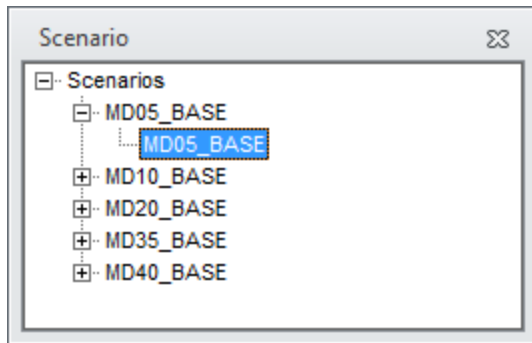 Scenario
Scenarios
MD05_BASE
MD05_BASE
MD10_BASE
MD20_BASE
MD35_BASE
MD40_BASE